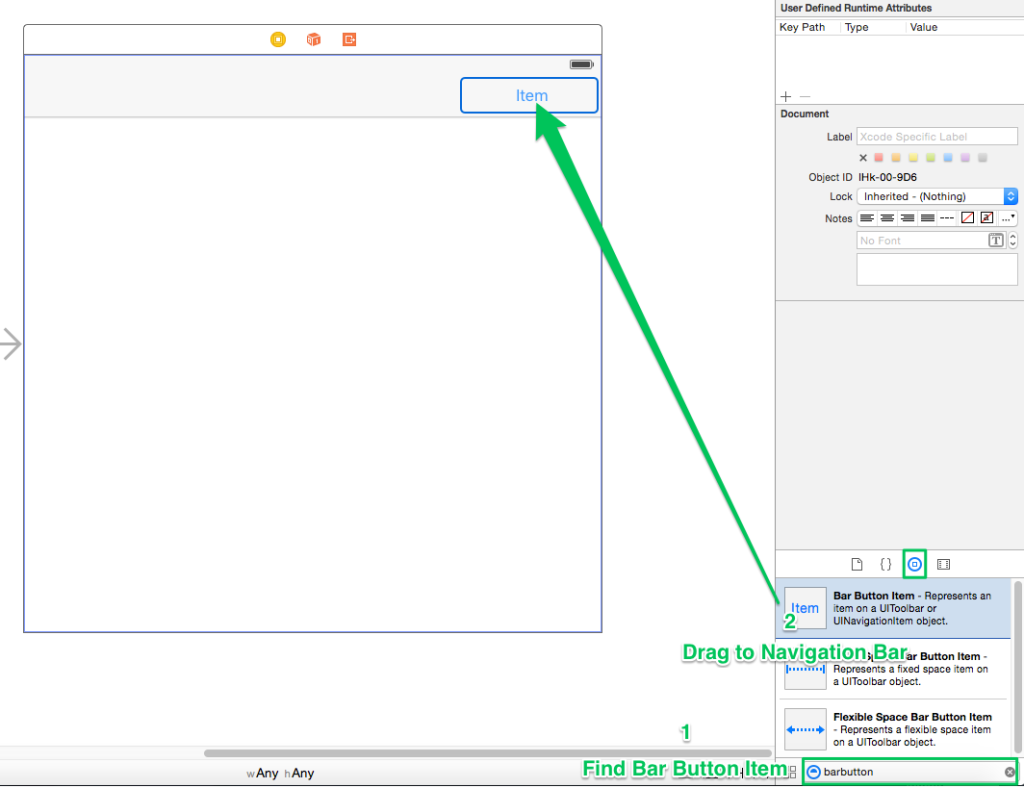 User Defined Runtime Attributes
Key Path Type Value
Item
Document
Label Xcode Specific Label
Object ID IHk-00-9D6
Lock Inherited - (Nothing)
Notes
No Font
T
{}
Item
Bar Button Item - Represents an
item on a UIToolbar or
UINavigationItem object.
2
Drag to Navigation Bar
ar Button Item -
Represents a fixed space item on
a UIToolbar object.
Flexible Space Bar Button Item
- Represents a flexible space item
on a UIToolbar object.
1
Find Bar Button Item
wAny hAny
barbutton